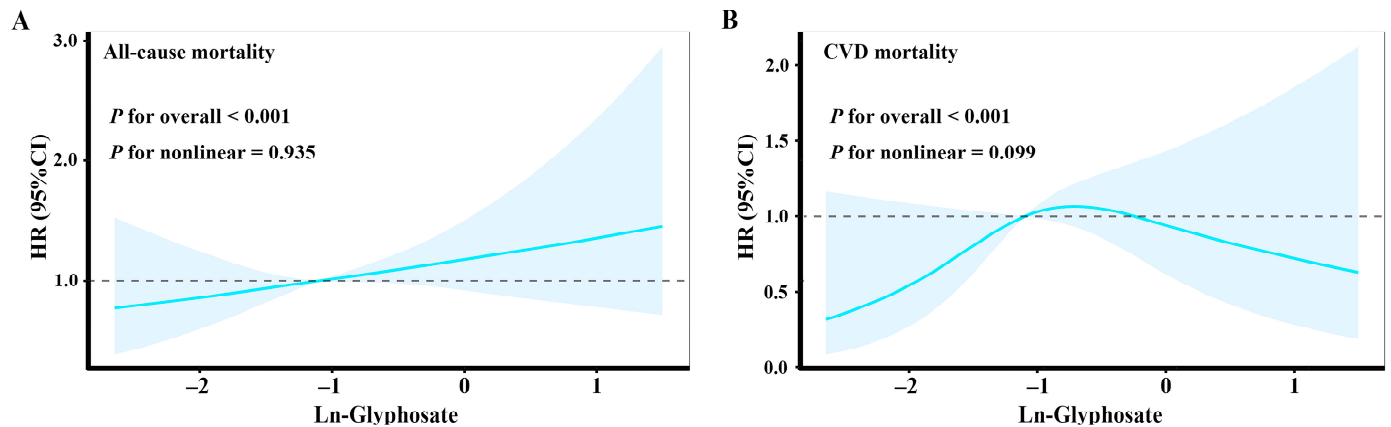 A
All-cause mortality
P for overall < 0.001
P for nonlinear = 0.935
HR (95%CI)
3.0
2.0
1.0
–2 –1 0 1
Ln-Glyphosate
B
CVD mortality
P for overall < 0.001
P for nonlinear = 0.099
HR (95%CI)
2.0
1.5
1.0
0.5
0.0
–2 –1 0 1
Ln-Glyphosate